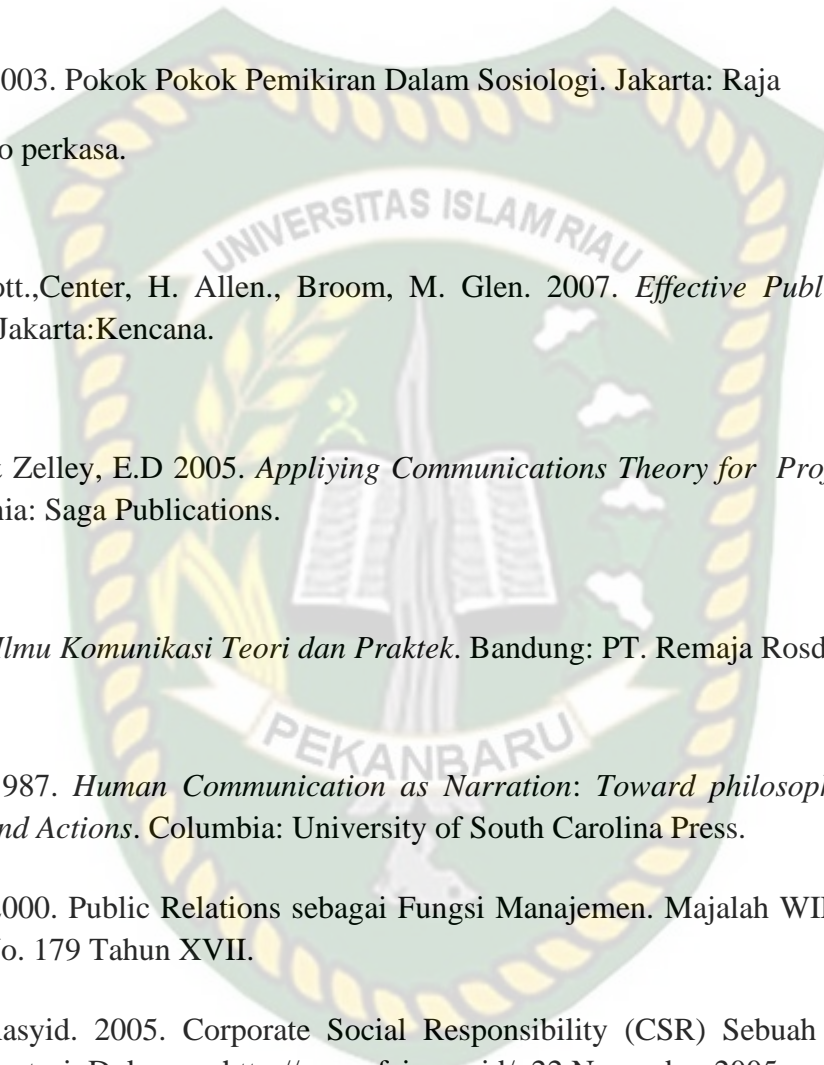 003. Pokok Pokok Pemikiran Dalam Sosiologi. Jakarta: Raja
o perkasa.
UNIVERSITAS ISLAM RIAU
ott.,Center, H. Allen., Broom, M. Glen. 2007. Effective Publ
Jakarta:Kencana.
Zelley, E.D 2005. Appliying Communications Theory for Prof
nia: Saga Publications.
Ilmu Komunikasi Teori dan Praktek. Bandung: PT. Remaja Rosd
PEKANBARU
987. Human Communication as Narration: Toward philosoph
nd Actions. Columbia: University of South Carolina Press.
2000. Public Relations sebagai Fungsi Manajemen. Majalah WI
o. 179 Tahun XVII.
asyid. 2005. Corporate Social Responsibility (CSR) Sebuah